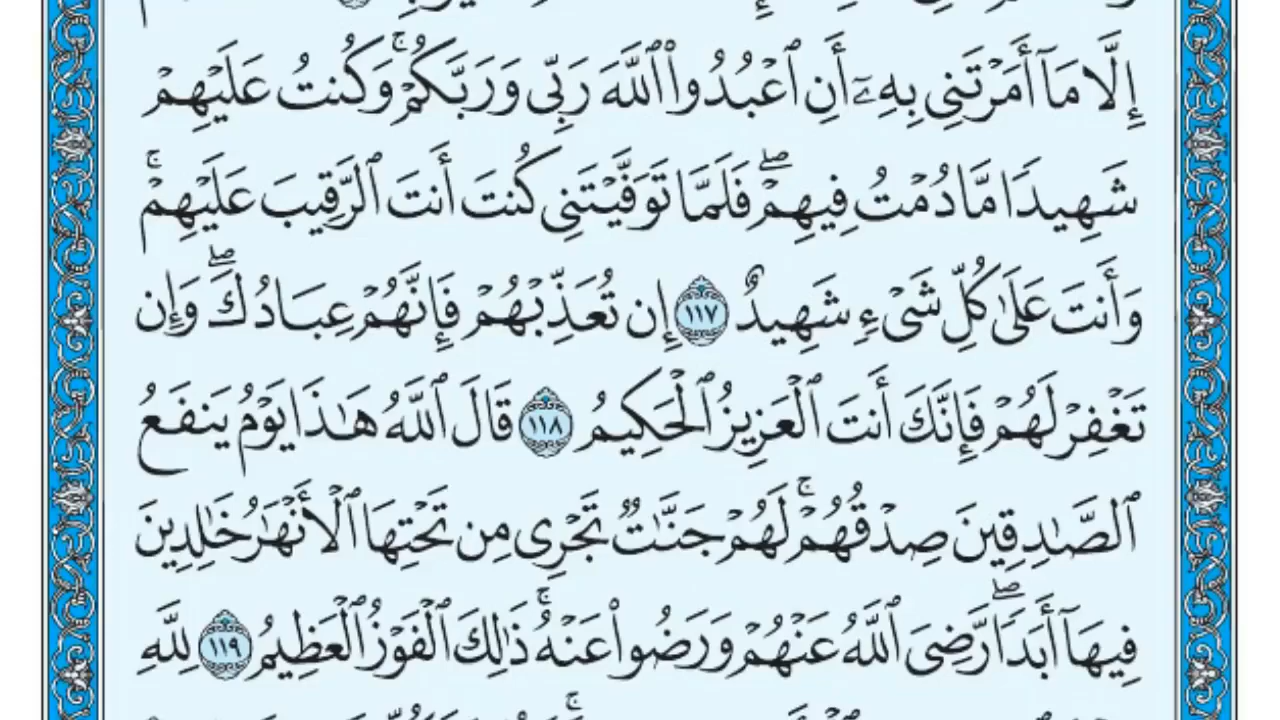 إِلَّا مَآ أَمَرۡتَنِي بِهِۦٓ أَنِ ٱعۡبُدُواْ ٱللَّهَ رَبِّي وَرَبَّكُمۡۚ وَكُنتُ عَلَيۡهِمۡ
شَهِيدٗا مَّا دُمۡتُ فِيهِمۡۖ فَلَمَّا تَوَفَّيۡتَنِي كُنتَ أَنتَ ٱلرَّقِيبَ عَلَيۡهِمۡۚ
وَأَنتَ عَلَىٰ كُلِّ شَيۡءٖ شَهِيدٌ ١١٧ إِن تُعَذِّبۡهُمۡ فَإِنَّهُمۡ عِبَادُكَۖ وَإِن
تَغۡفِرۡ لَهُمۡ فَإِنَّكَ أَنتَ ٱلۡعَزِيزُ ٱلۡحَكِيمُ ١١٨ قَالَ ٱللَّهُ هَٰذَا يَوۡمُ يَنفَعُ
ٱلصَّٰدِقِينَ صِدۡقُهُمۡۚ لَهُمۡ جَنَّٰتٞ تَجۡرِي مِن تَحۡتِهَا ٱلۡأَنۡهَٰرُ خَٰلِدِينَ
فِيهَآ أَبَدٗاۖ رَّضِيَ ٱللَّهُ عَنۡهُمۡ وَرَضُواْ عَنۡهُۚ ذَٰلِكَ ٱلۡفَوۡزُ ٱلۡعَظِيمُ ١١٩ لِلَّهِ